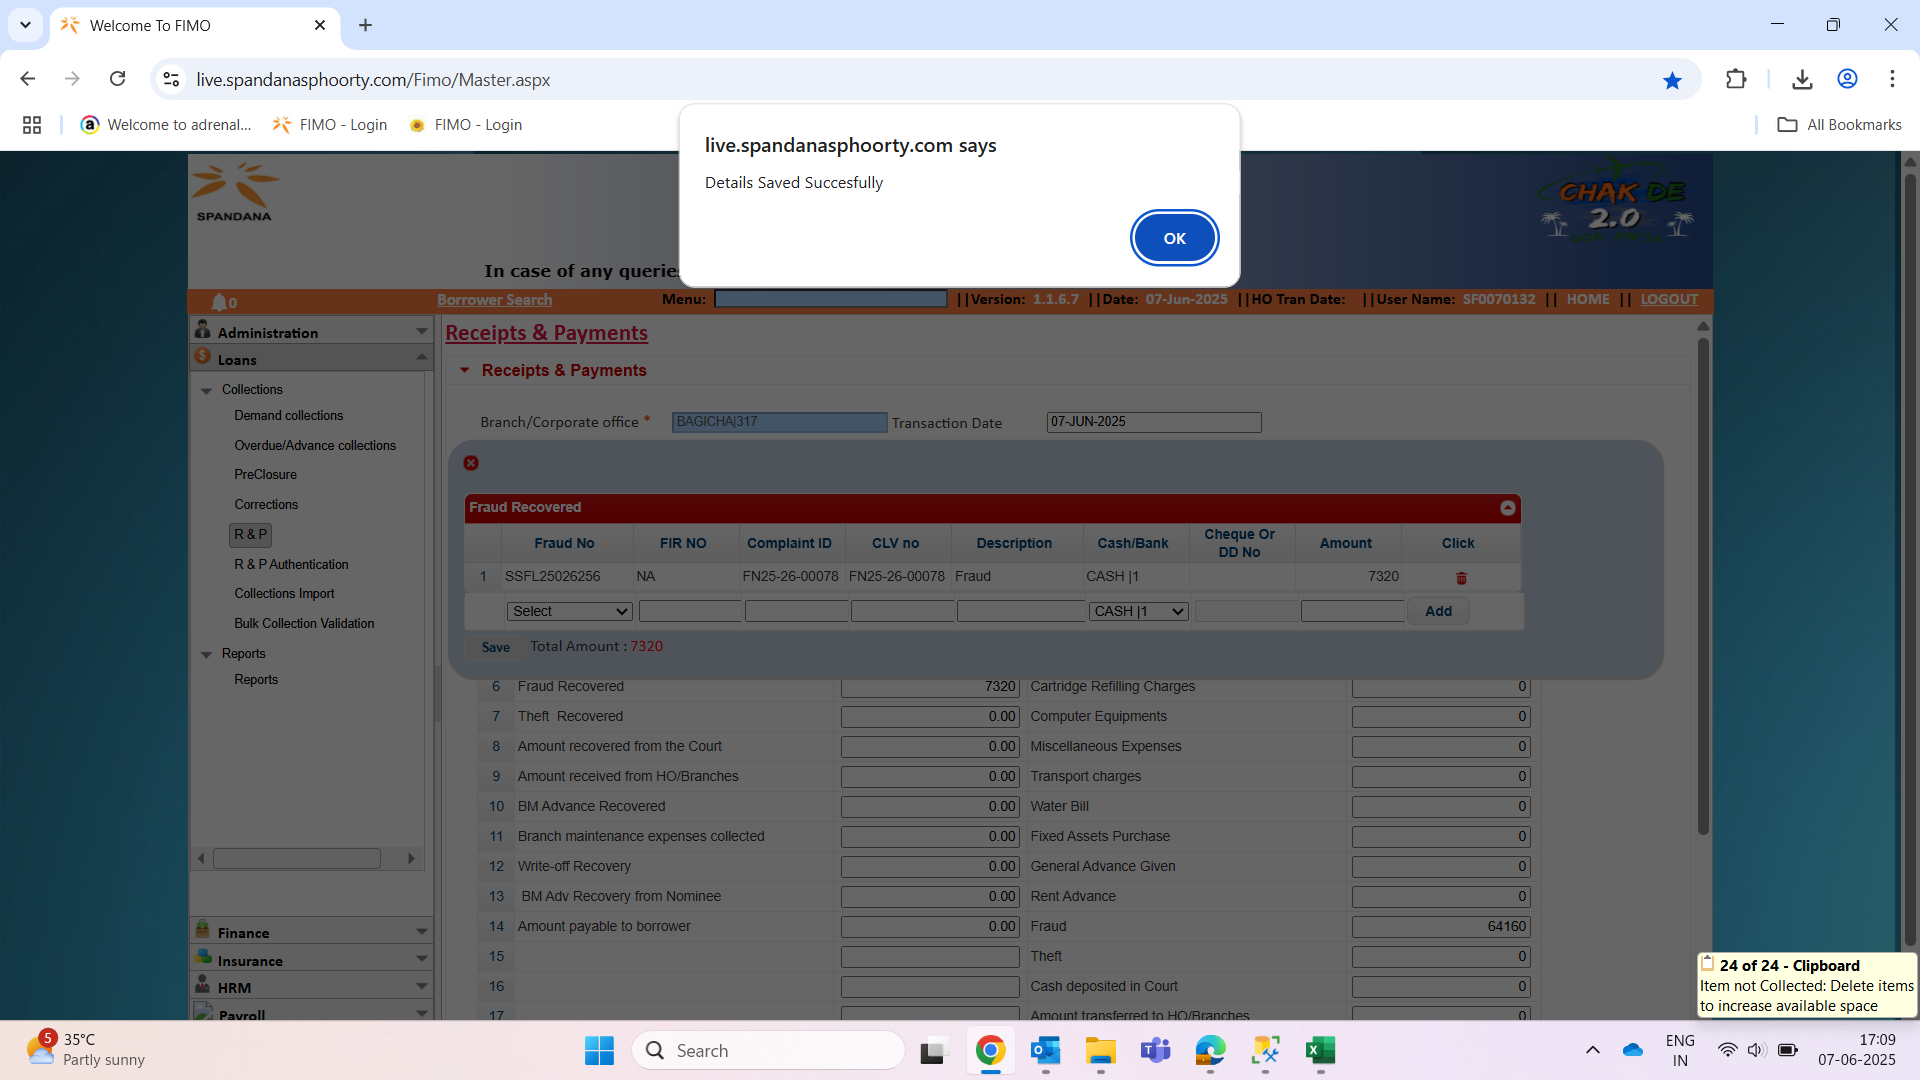 Welcome To FIMO
live.spandanasphoorty.com/Fimo/Master.aspx
Welcome to adrenal...
FIMO - Login
FIMO - Login
All Bookmarks
live.spandanasphoorty.com says
Details Saved Succesfully
OK
SPANDANA
CHAK DE
2.0
In case of any querie
0
Borrower Search
Menu:
||Version: 1.1.6.7 ||Date: 07-Jun-2025 ||HO Tran Date: ||User Name: SF0070132 || HOME || LOGOUT
Administration
Loans
Collections
Demand collections
Overdue/Advance collections
PreClosure
Corrections
R & P
R & P Authentication
Collections Import
Bulk Collection Validation
Reports
Reports
Finance
Insurance
HRM
Payroll
Receipts & Payments
Receipts & Payments
Branch/Corporate office * BAGICHA|317 Transaction Date 07-JUN-2025
Fraud Recovered
Fraud No FIR NO Complaint ID CLV no Description Cash/Bank Cheque Or DD No Amount Click
1 SSFL25026256 NA FN25-26-00078 FN25-26-00078 Fraud CASH |1 7320
Select CASH |1 Add
Save Total Amount : 7320
6 Fraud Recovered 7320 Cartridge Refilling Charges 0
7 Theft Recovered 0.00 Computer Equipments 0
8 Amount recovered from the Court 0.00 Miscellaneous Expenses 0
9 Amount received from HO/Branches 0.00 Transport charges 0
10 BM Advance Recovered 0.00 Water Bill 0
11 Branch maintenance expenses collected 0.00 Fixed Assets Purchase 0
12 Write-off Recovery 0.00 General Advance Given 0
13 BM Adv Recovery from Nominee 0.00 Rent Advance 0
14 Amount payable to borrower 0.00 Fraud 64160
15 Theft 0
16 Cash deposited in Court 0
17 Amount transferred to HO/Branches 0
24 of 24 - Clipboard
Item not Collected: Delete items
to increase available space
5
35°C
Partly sunny
Search
ENG
IN
17:09
07-06-2025